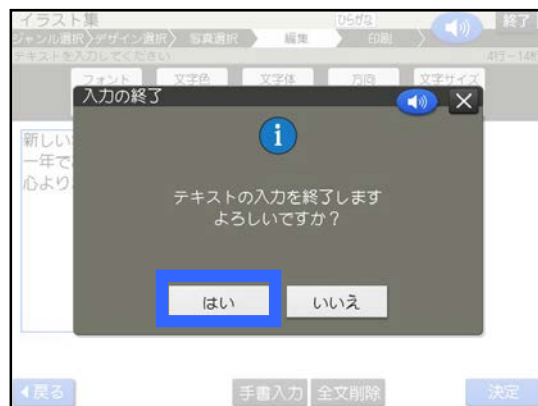 イラスト集
ひらがな
終了
ジャンル選択 デザイン選択 写真選択 編集 印刷
テキストを入力してください
4行-14
フォント 文字色 文字体 方向 文字サイズ
入力の終了
新しい
一年で
心より
テキストの入力を終了します
よろしいですか？
はい いいえ
戻る 手書入力 全文削除 決定